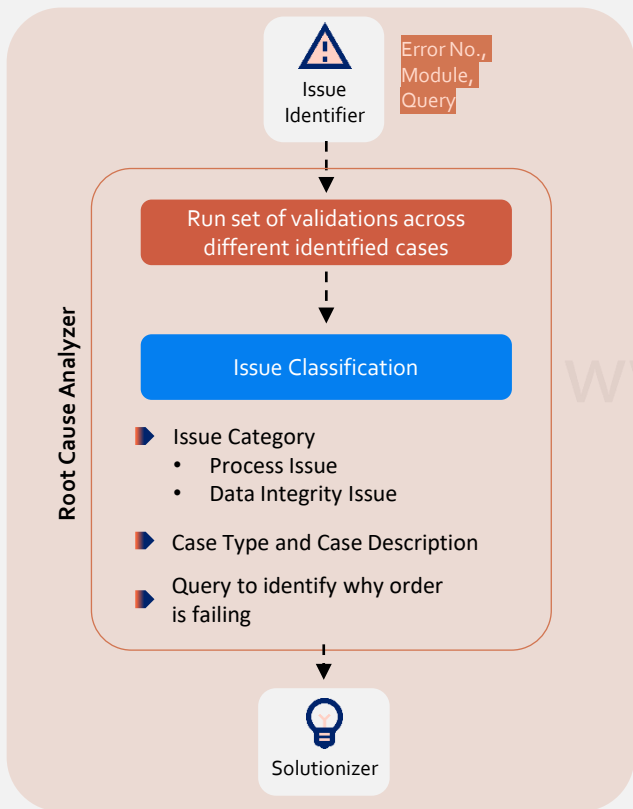 Issue
Identifier
Error No.,
Module,
Query
Run set of validations across
different identified cases
Issue Classification
Root Cause Analyzer
Issue Category
• Process Issue
• Data Integrity Issue
Case Type and Case Description
Query to identify why order
is failing
Solutionizer